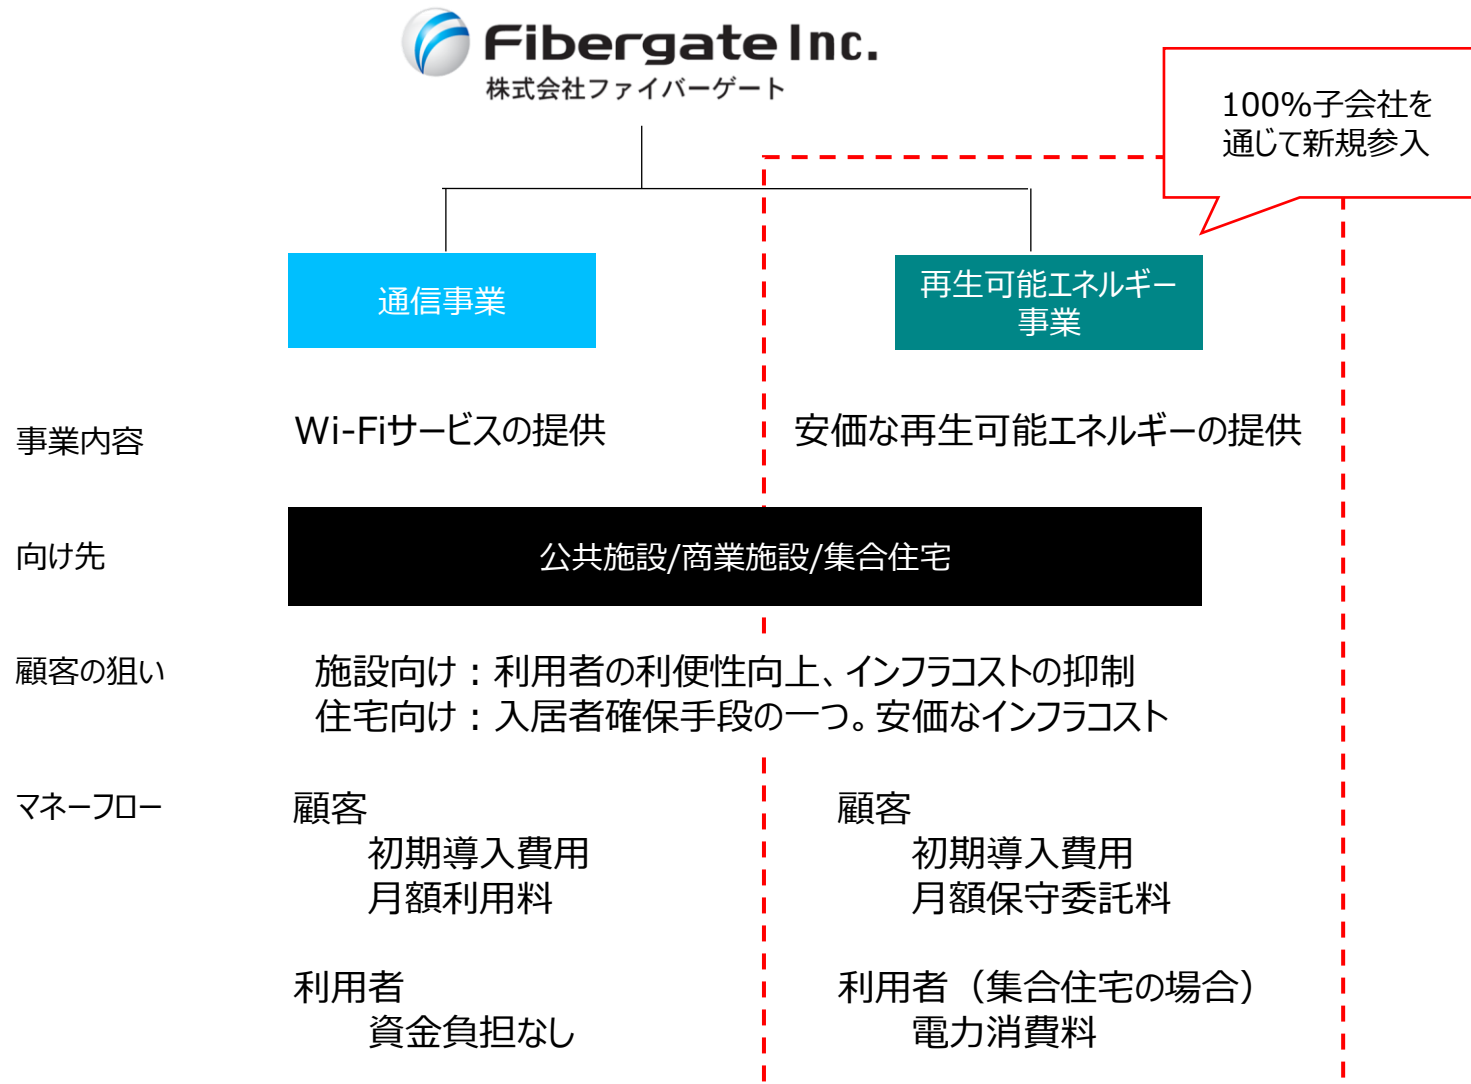 Fibergate Inc.
株式会社ファイバーゲート
100%子会社を
通じて新規参入
通信事業
再生可能エネルギー
事業
事業内容
Wi-Fiサービスの提供
安価な再生可能エネルギーの提供
向け先
公共施設/商業施設/集合住宅
顧客の狙い
施設向け：利用者の利便性向上、インフラコストの抑制
住宅向け：入居者確保手段の一つ。安価なインフラコスト
マネーフロー
顧客
初期導入費用
月額利用料
利用者
資金負担なし
顧客
初期導入費用
月額保守委託料
利用者（集合住宅の場合）
電力消費料